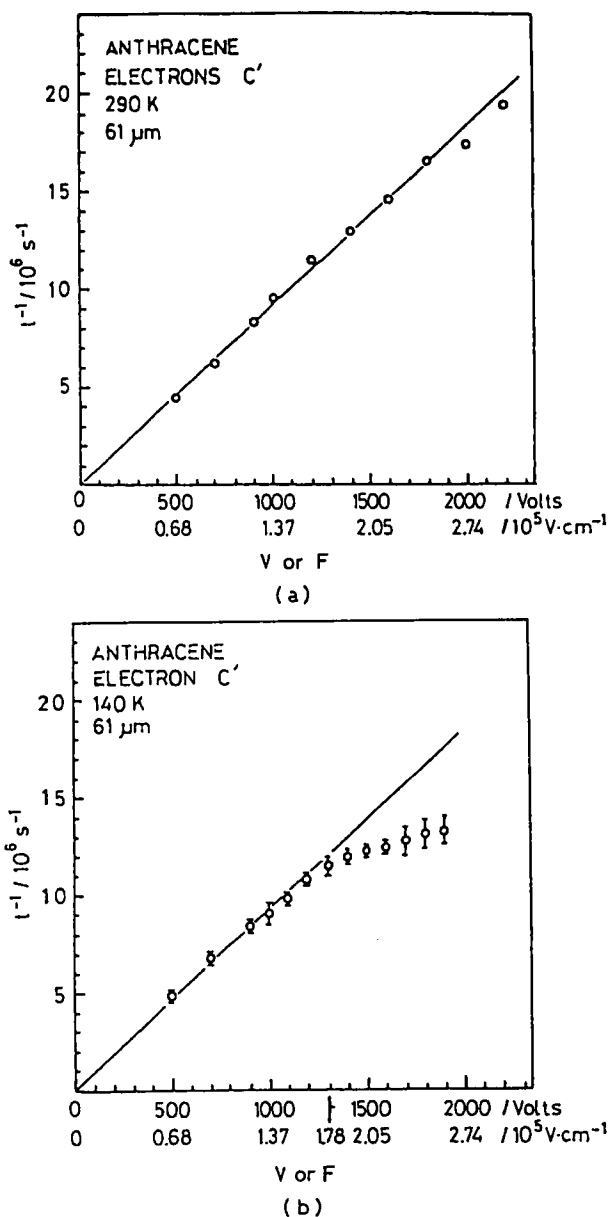 ANTHRACENE
ELECTRONS C′
290 K
61 µm
20
15
10
5
t⁻¹/10⁶ s⁻¹
0 500 1000 1500 2000 /Volts
0 0.68 1.37 2.05 2.74 /10⁵ V·cm⁻¹
V or F
(a)
ANTHRACENE
ELECTRON C′
140 K
61 µm
20
15
10
5
t⁻¹/10⁶ s⁻¹
0 500 1000 1500 2000 /Volts
0 0.68 1.37 1.78 2.05 2.74 /10⁵ V·cm⁻¹
V or F
(b)